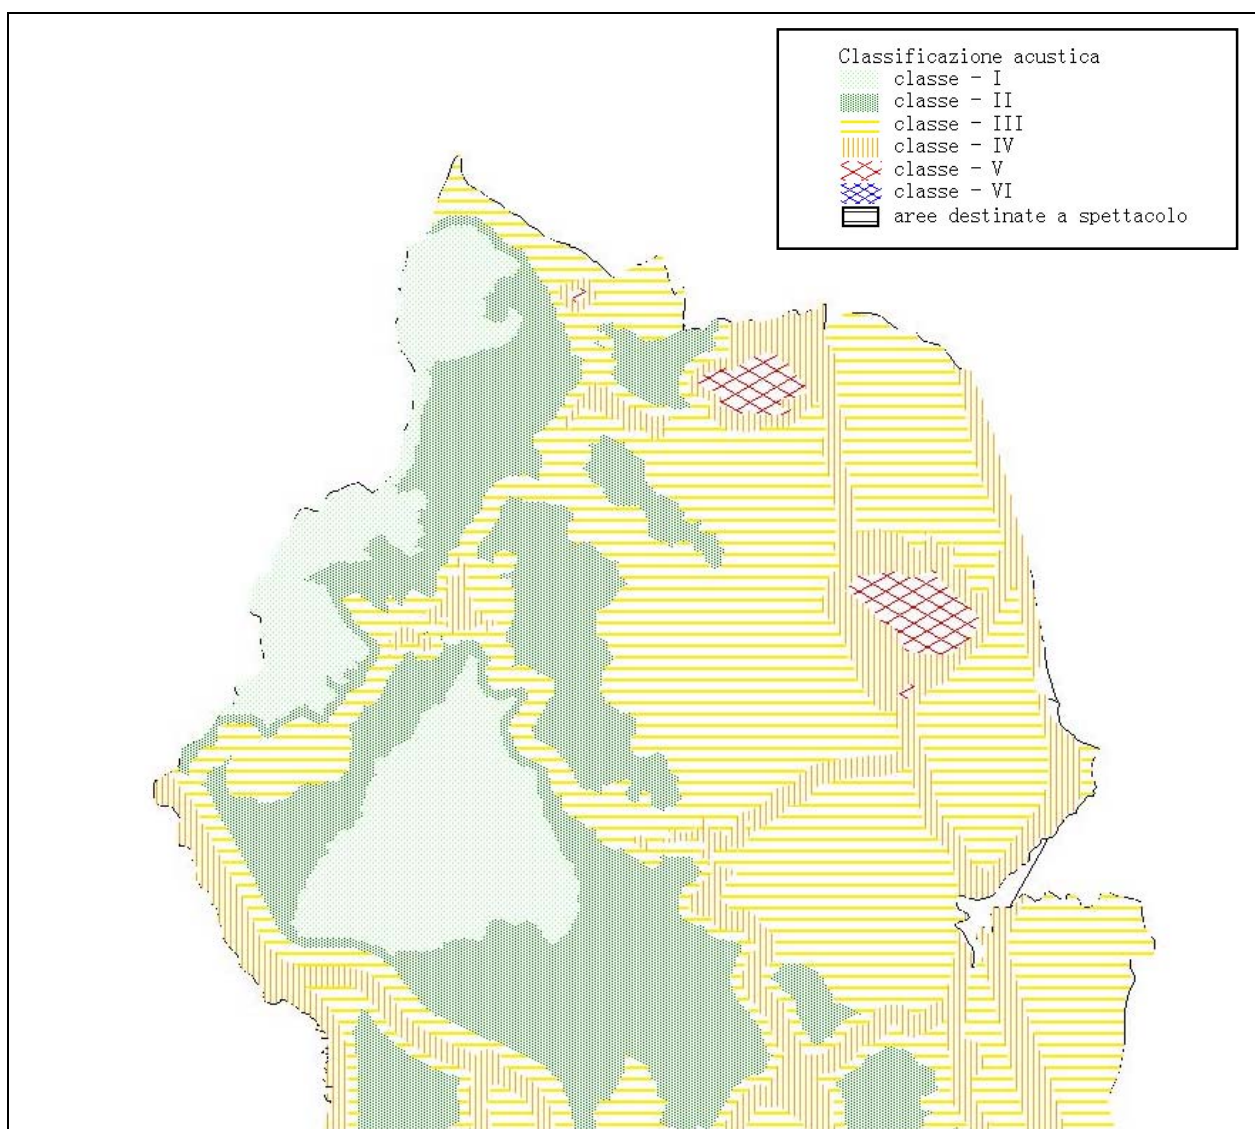 Classificazione acustica
classe - I
classe - II
classe - III
classe - IV
classe - V
classe - VI
aree destinate a spettacolo